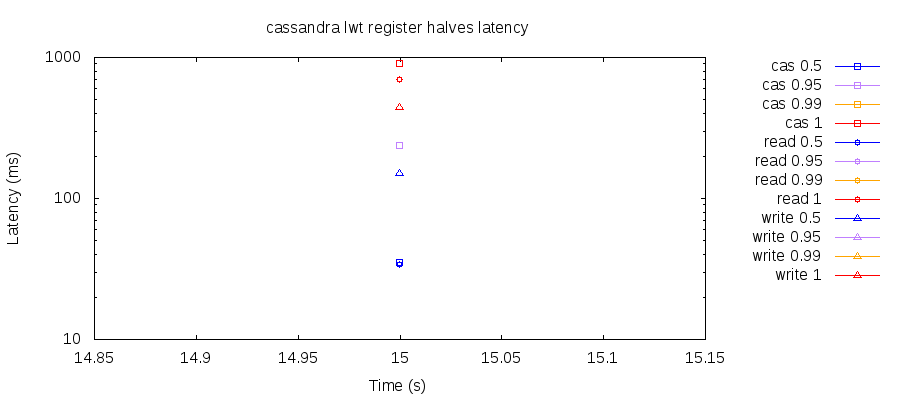 cassandra lwt register halves latency
1000
100
10
Latency (ms)
14.85 14.9 14.95 15 15.05 15.1 15.15
Time (s)
cas 0.5
cas 0.95
cas 0.99
cas 1
read 0.5
read 0.95
read 0.99
read 1
write 0.5
write 0.95
write 0.99
write 1